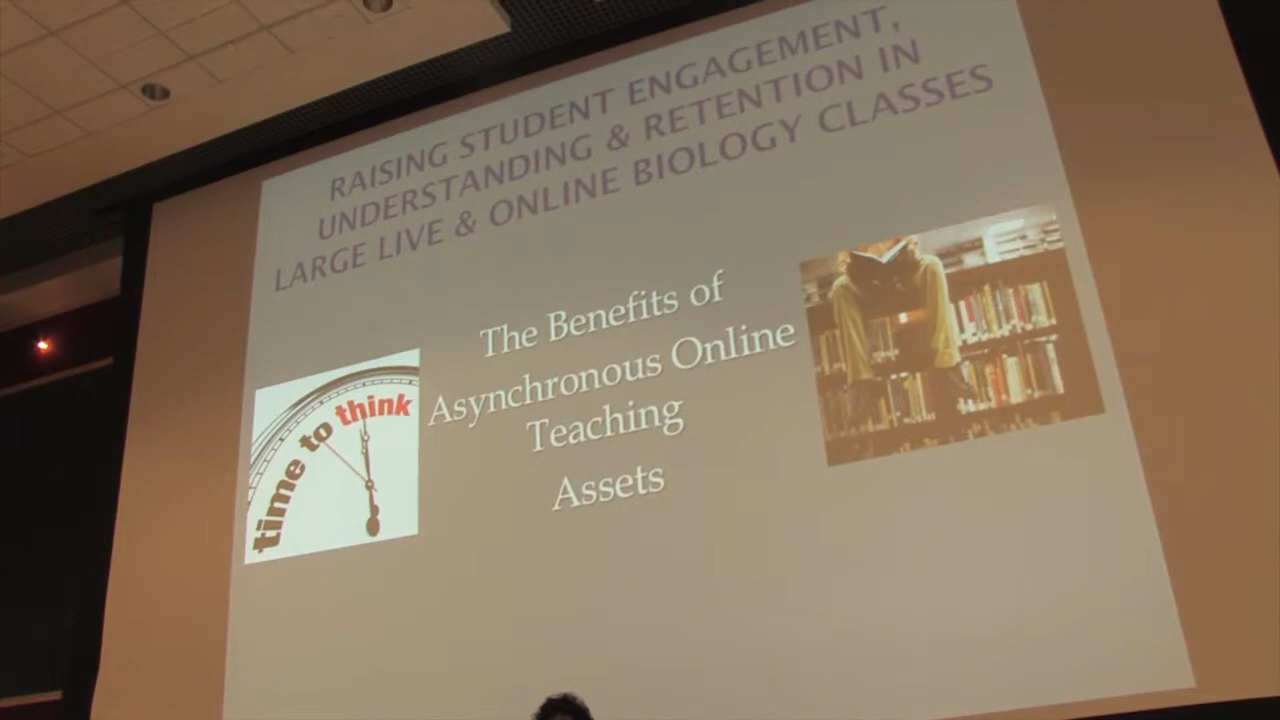 RAISING STUDENT ENGAGEMENT,
UNDERSTANDING & RETENTION IN
LARGE LIVE & ONLINE BIOLOGY CLASSES
The Benefits of
Asynchronous Online
Teaching
Assets
time to think